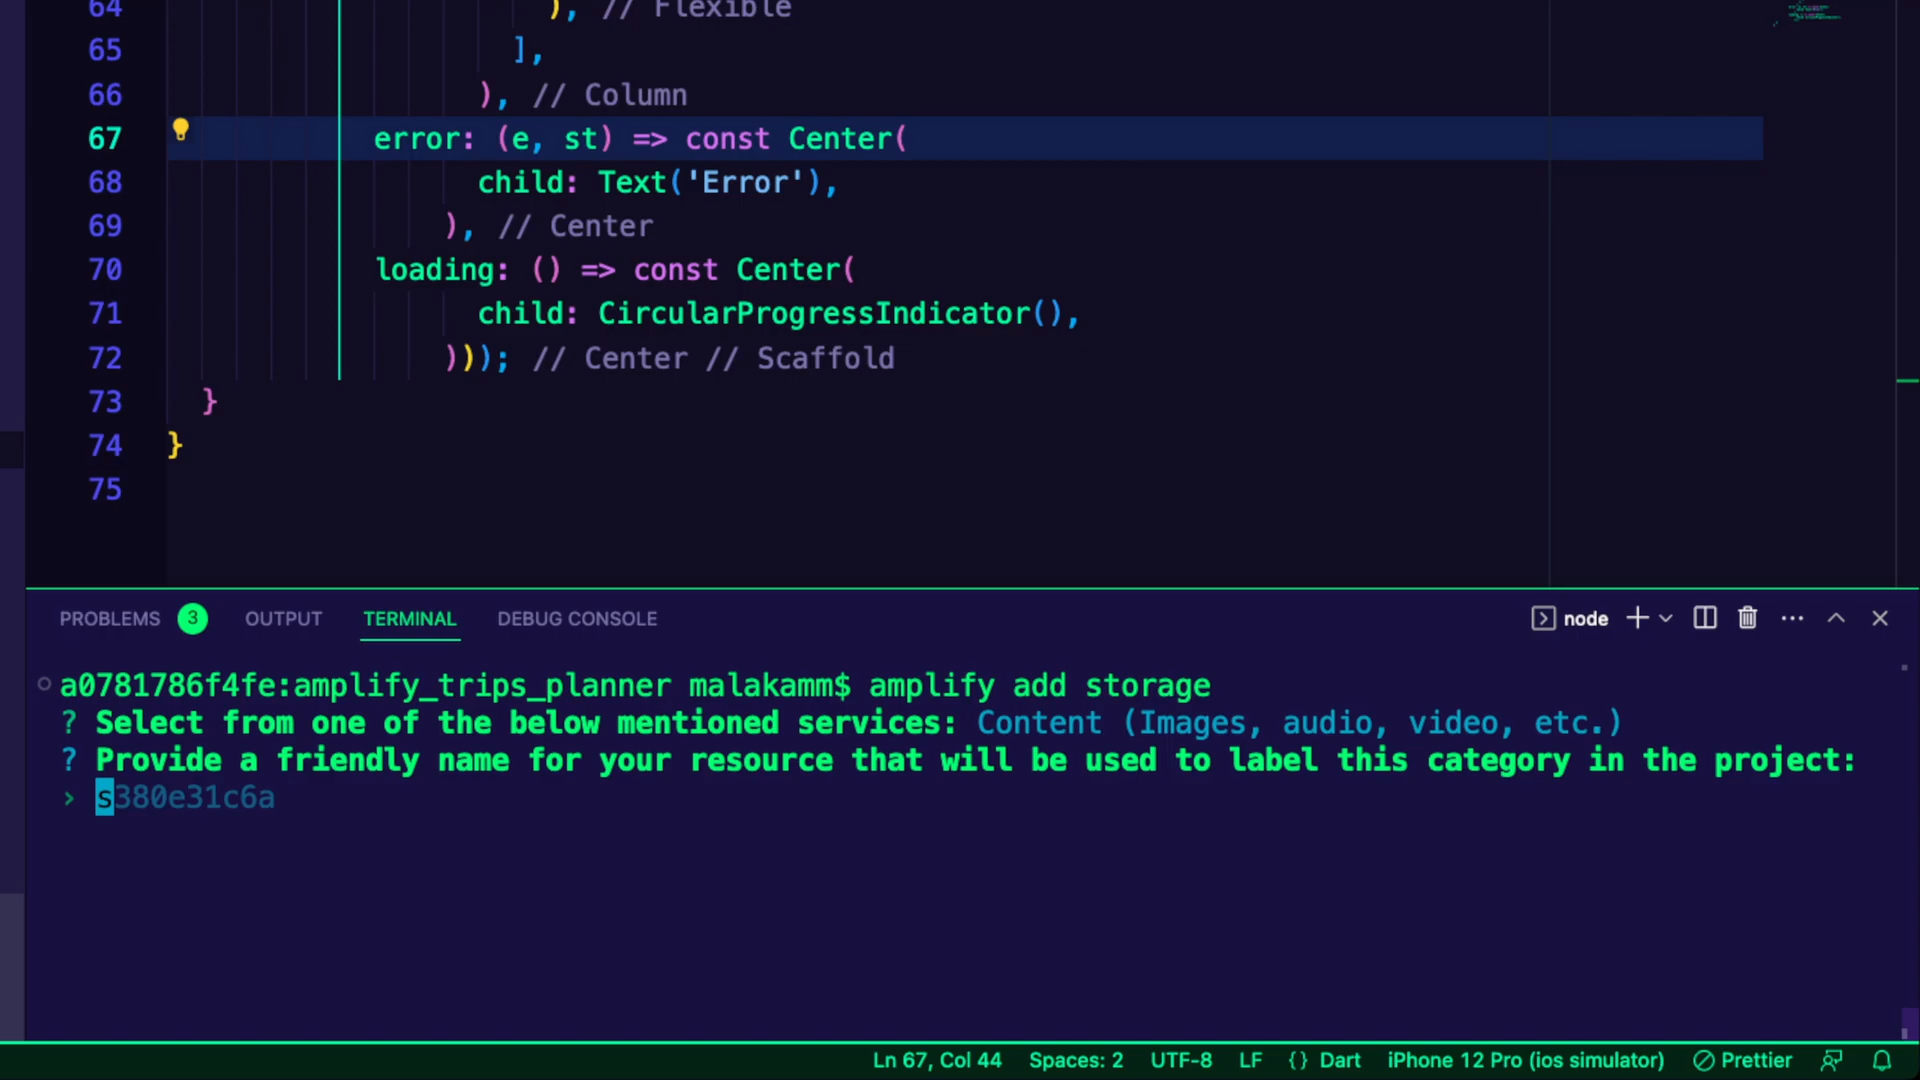 64 ), // Flexible
65 ],
66 ), // Column
67 error: (e, st) => const Center(
68 child: Text('Error'),
69 ), // Center
70 loading: () => const Center(
71 child: CircularProgressIndicator(),
72 ))); // Center // Scaffold
73 }
74 }
75
PROBLEMS 3 OUTPUT TERMINAL DEBUG CONSOLE node
a0781786f4fe:amplify_trips_planner malakamm$ amplify add storage
? Select from one of the below mentioned services: Content (Images, audio, video, etc.)
? Provide a friendly name for your resource that will be used to label this category in the project:
› s380e31c6a
Ln 67, Col 44 Spaces: 2 UTF-8 LF {} Dart iPhone 12 Pro (ios simulator) Prettier